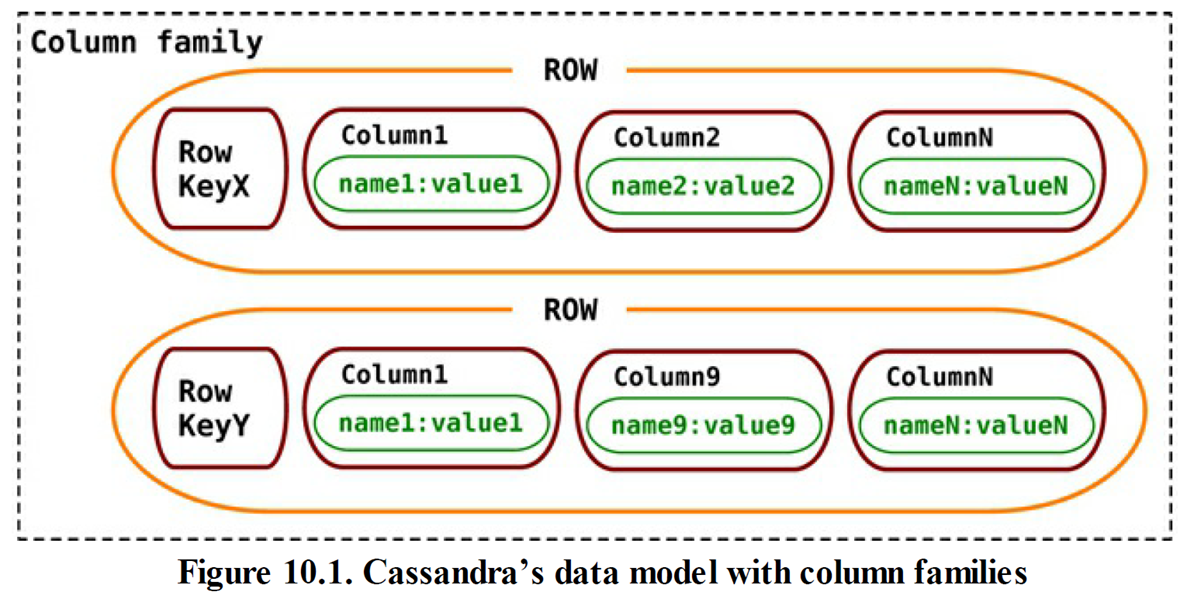 Column family
ROW
Row
KeyX
Column1
name1:value1
Column2
name2:value2
ColumnN
nameN:valueN
ROW
Row
KeyY
Column1
name1:value1
Column9
name9:value9
ColumnN
nameN:valueN
Figure 10.1. Cassandra’s data model with column families